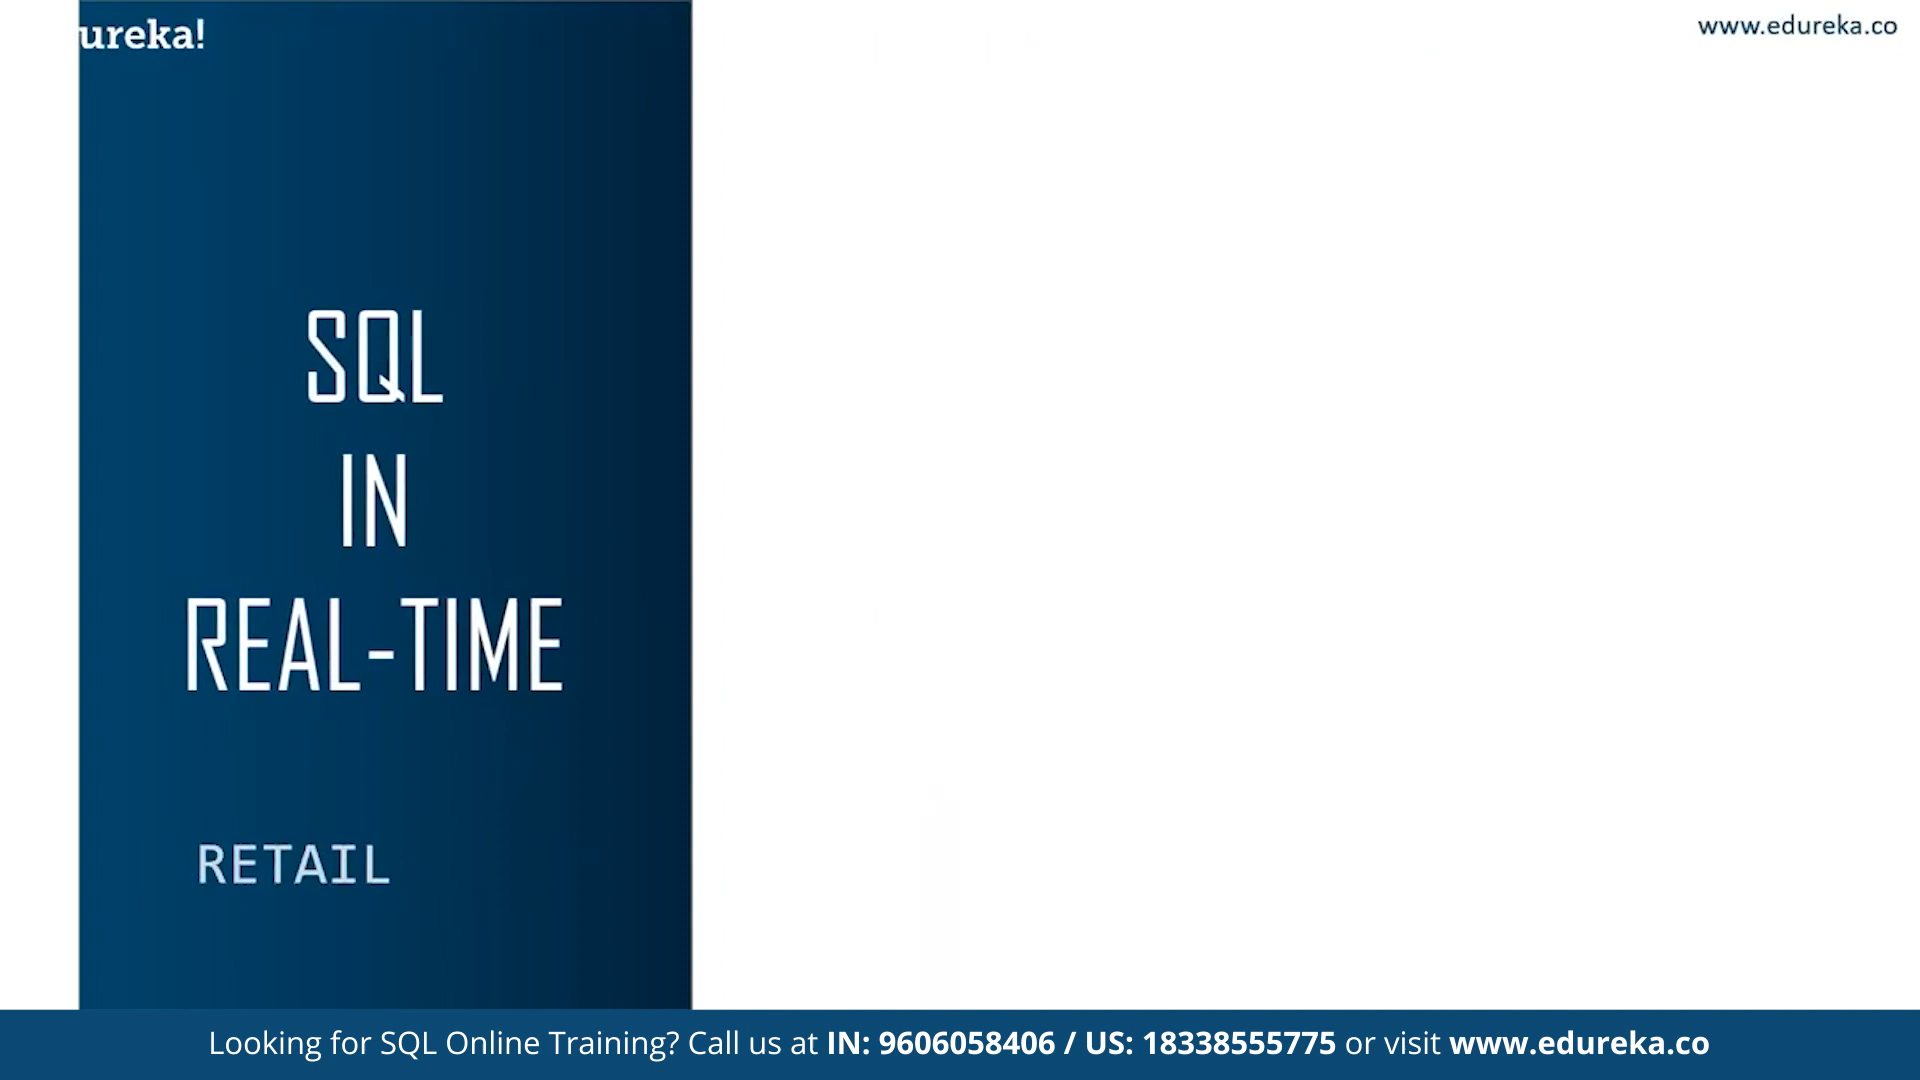 ureka!
www.edureka.co
SQL
IN
REAL-TIME
RETAIL
Looking for SQL Online Training? Call us at IN: 9606058406 / US: 18338555775 or visit www.edureka.co